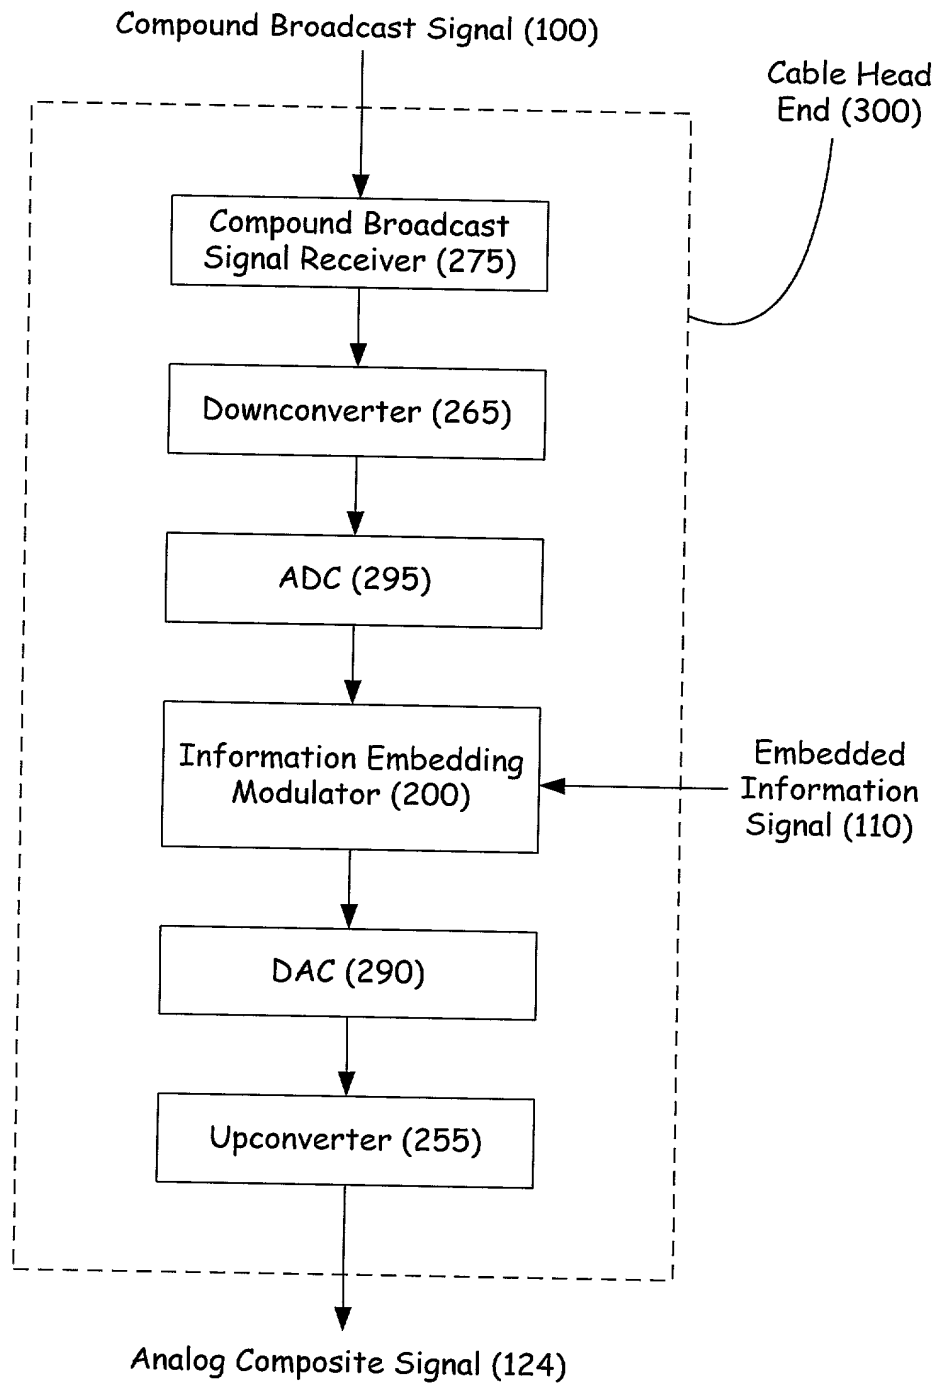 Compound Broadcast Signal (100)
Cable Head
End (300)
Compound Broadcast
Signal Receiver (275)
Downconverter (265)
ADC (295)
Information Embedding
Modulator (200)
Embedded
Information
Signal (110)
DAC (290)
Upconverter (255)
Analog Composite Signal (124)